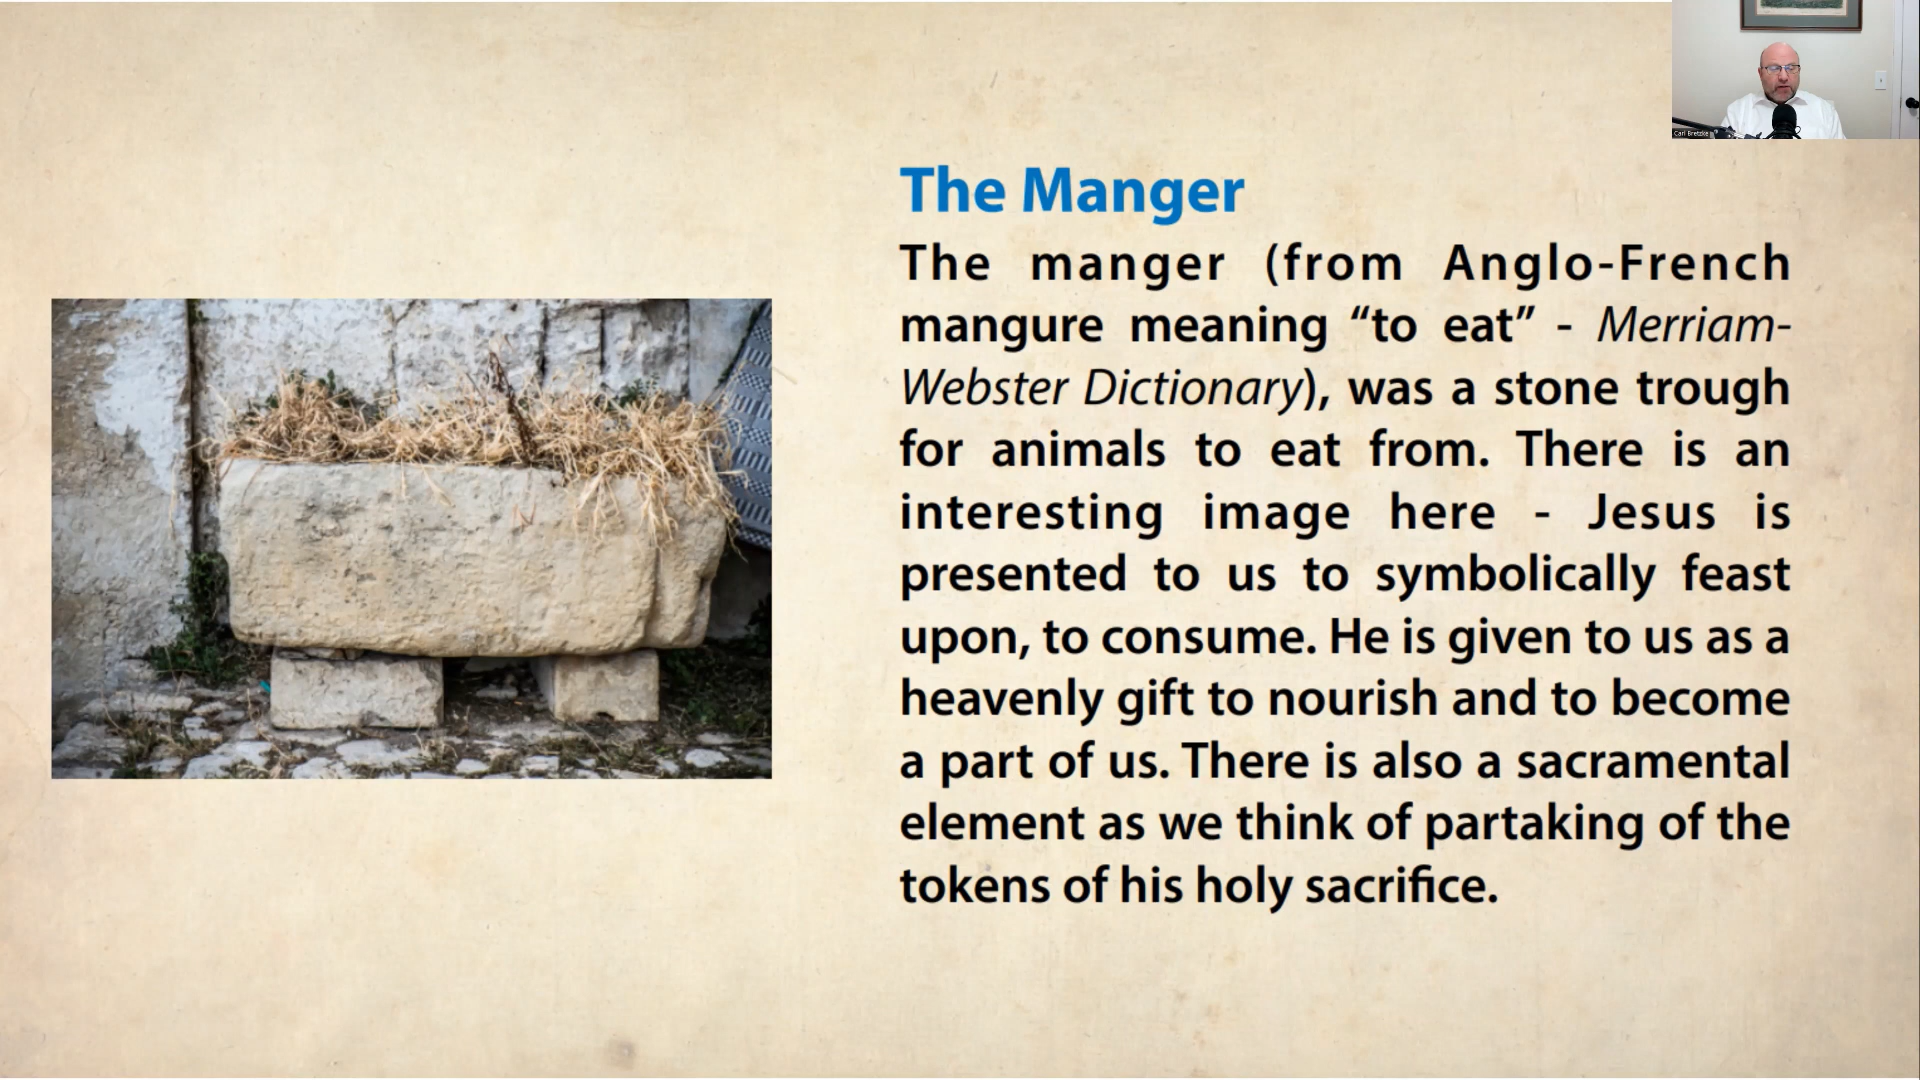 Carl Bretzke
The Manger
The manger (from Anglo-French
mangure meaning “to eat” - Merriam-
Webster Dictionary), was a stone trough
for animals to eat from. There is an
interesting image here - Jesus is
presented to us to symbolically feast
upon, to consume. He is given to us as a
heavenly gift to nourish and to become
a part of us. There is also a sacramental
element as we think of partaking of the
tokens of his holy sacrifice.